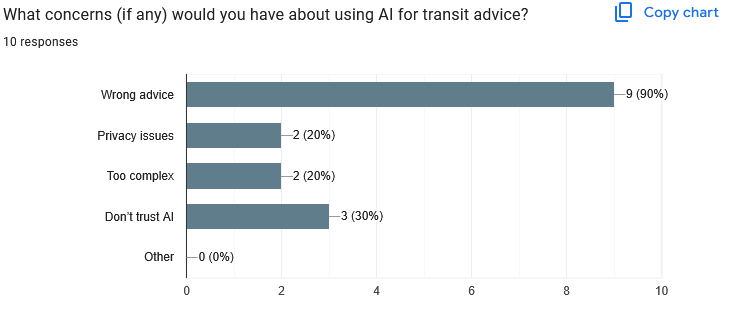 What concerns (if any) would you have about using AI for transit advice?
Copy chart
10 responses
Wrong advice
9 (90%)
Privacy issues
2 (20%)
Too complex
2 (20%)
Don't trust AI
3 (30%)
Other
0 (0%)
0 2 4 6 8 10